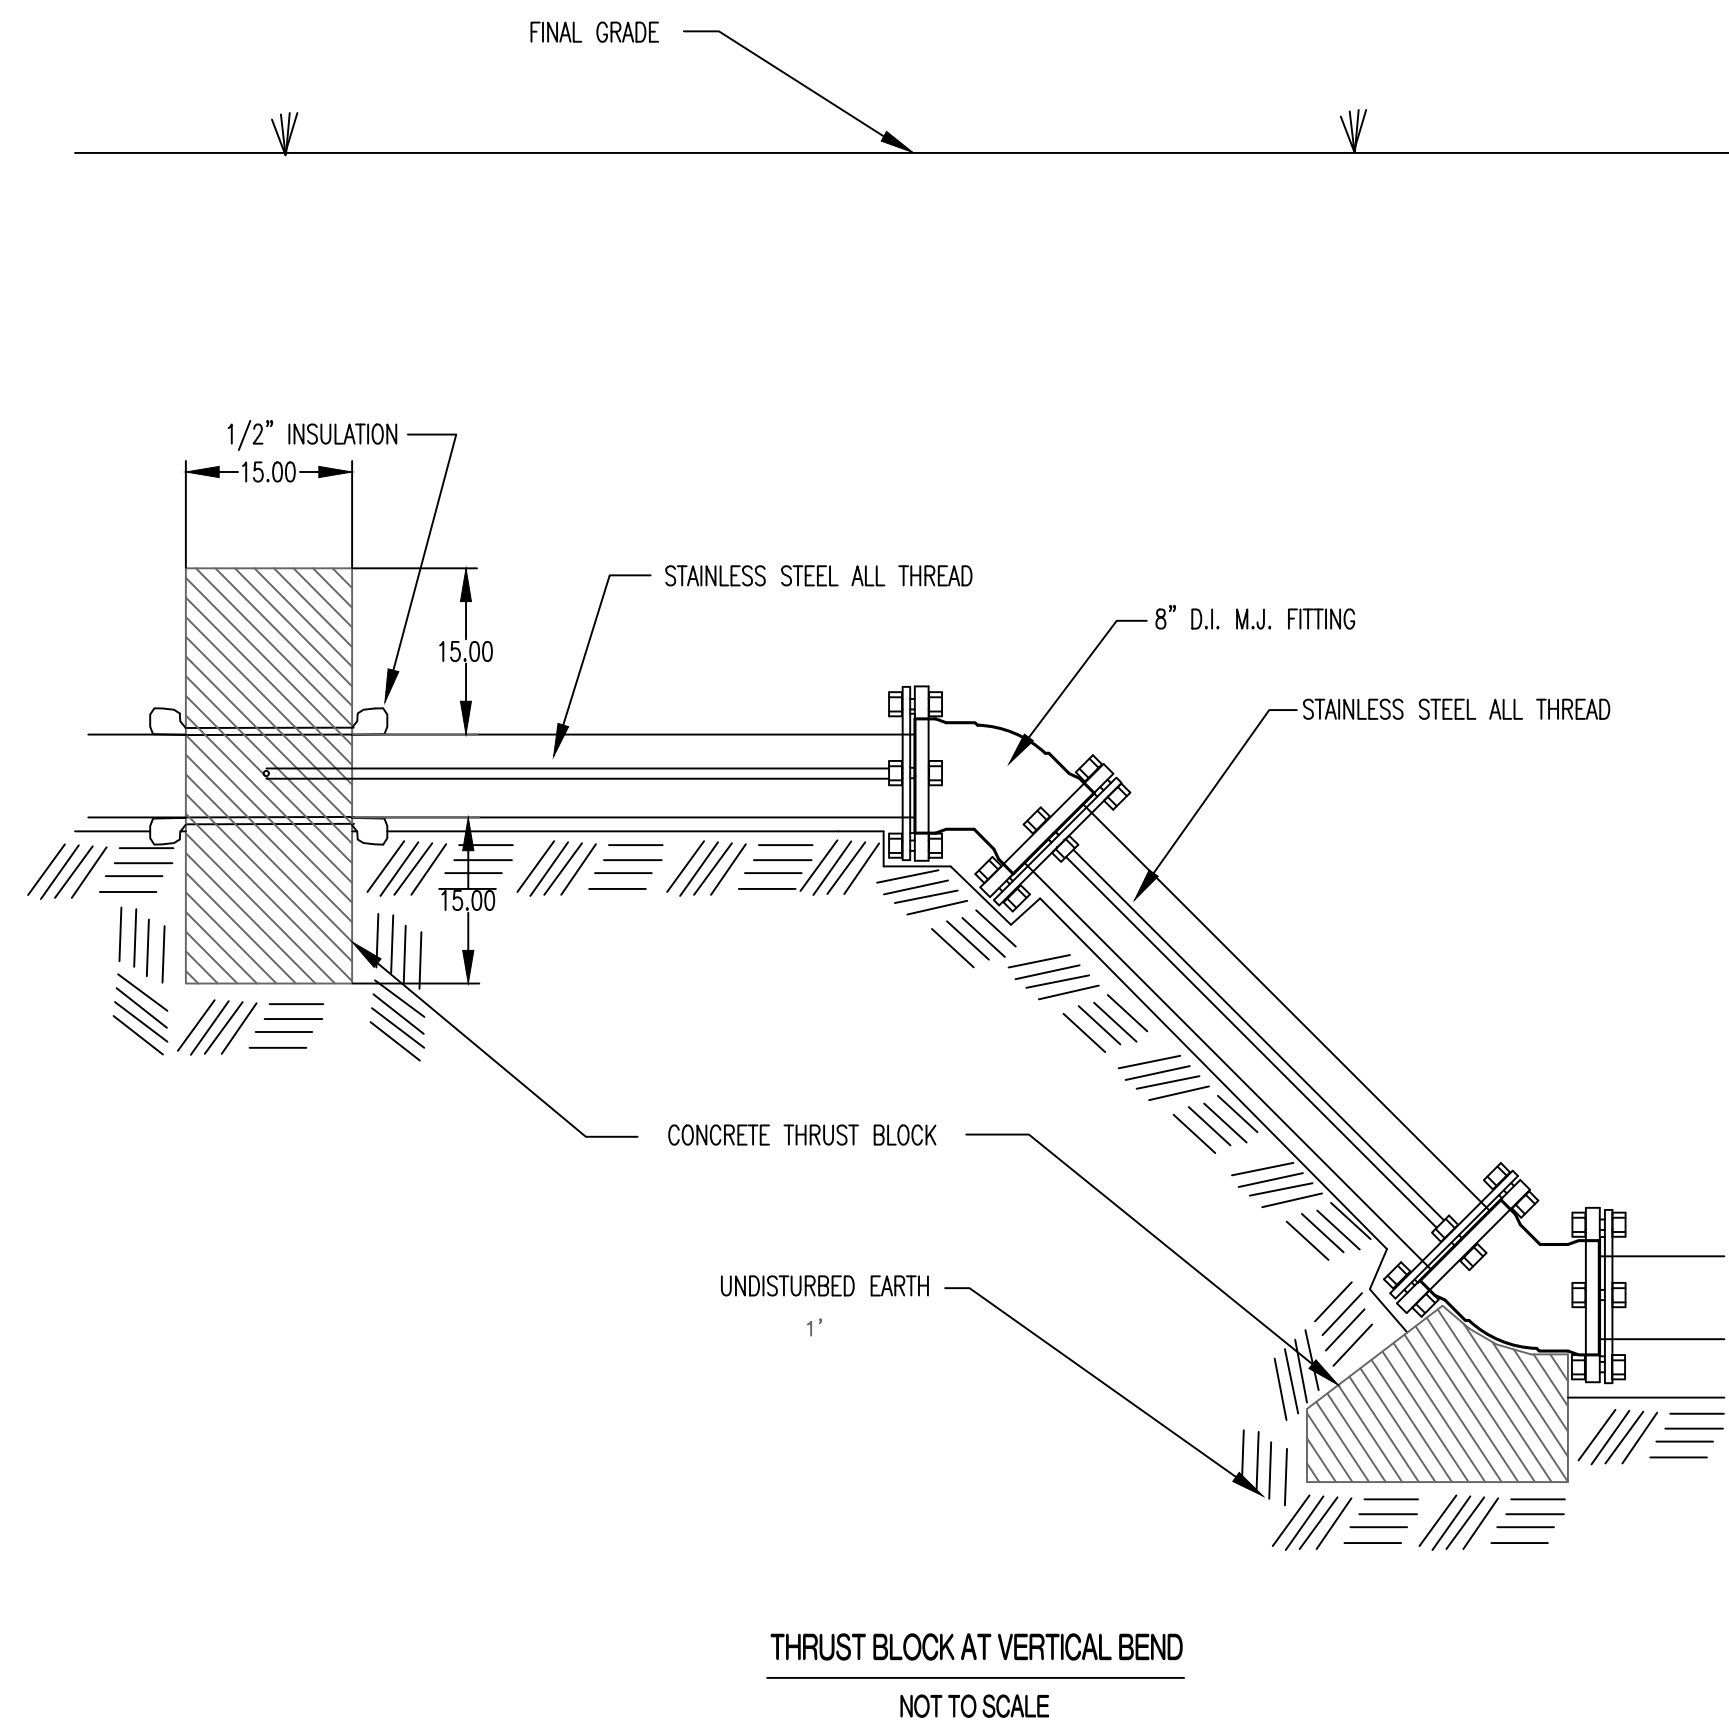 FINAL GRADE
1/2" INSULATION
15.00
STAINLESS STEEL ALL THREAD
8" D.I. M.J. FITTING
15.00
STAINLESS STEEL ALL THREAD
15.00
CONCRETE THRUST BLOCK
UNDISTURBED EARTH
1'
THRUST BLOCK AT VERTICAL BEND
NOT TO SCALE